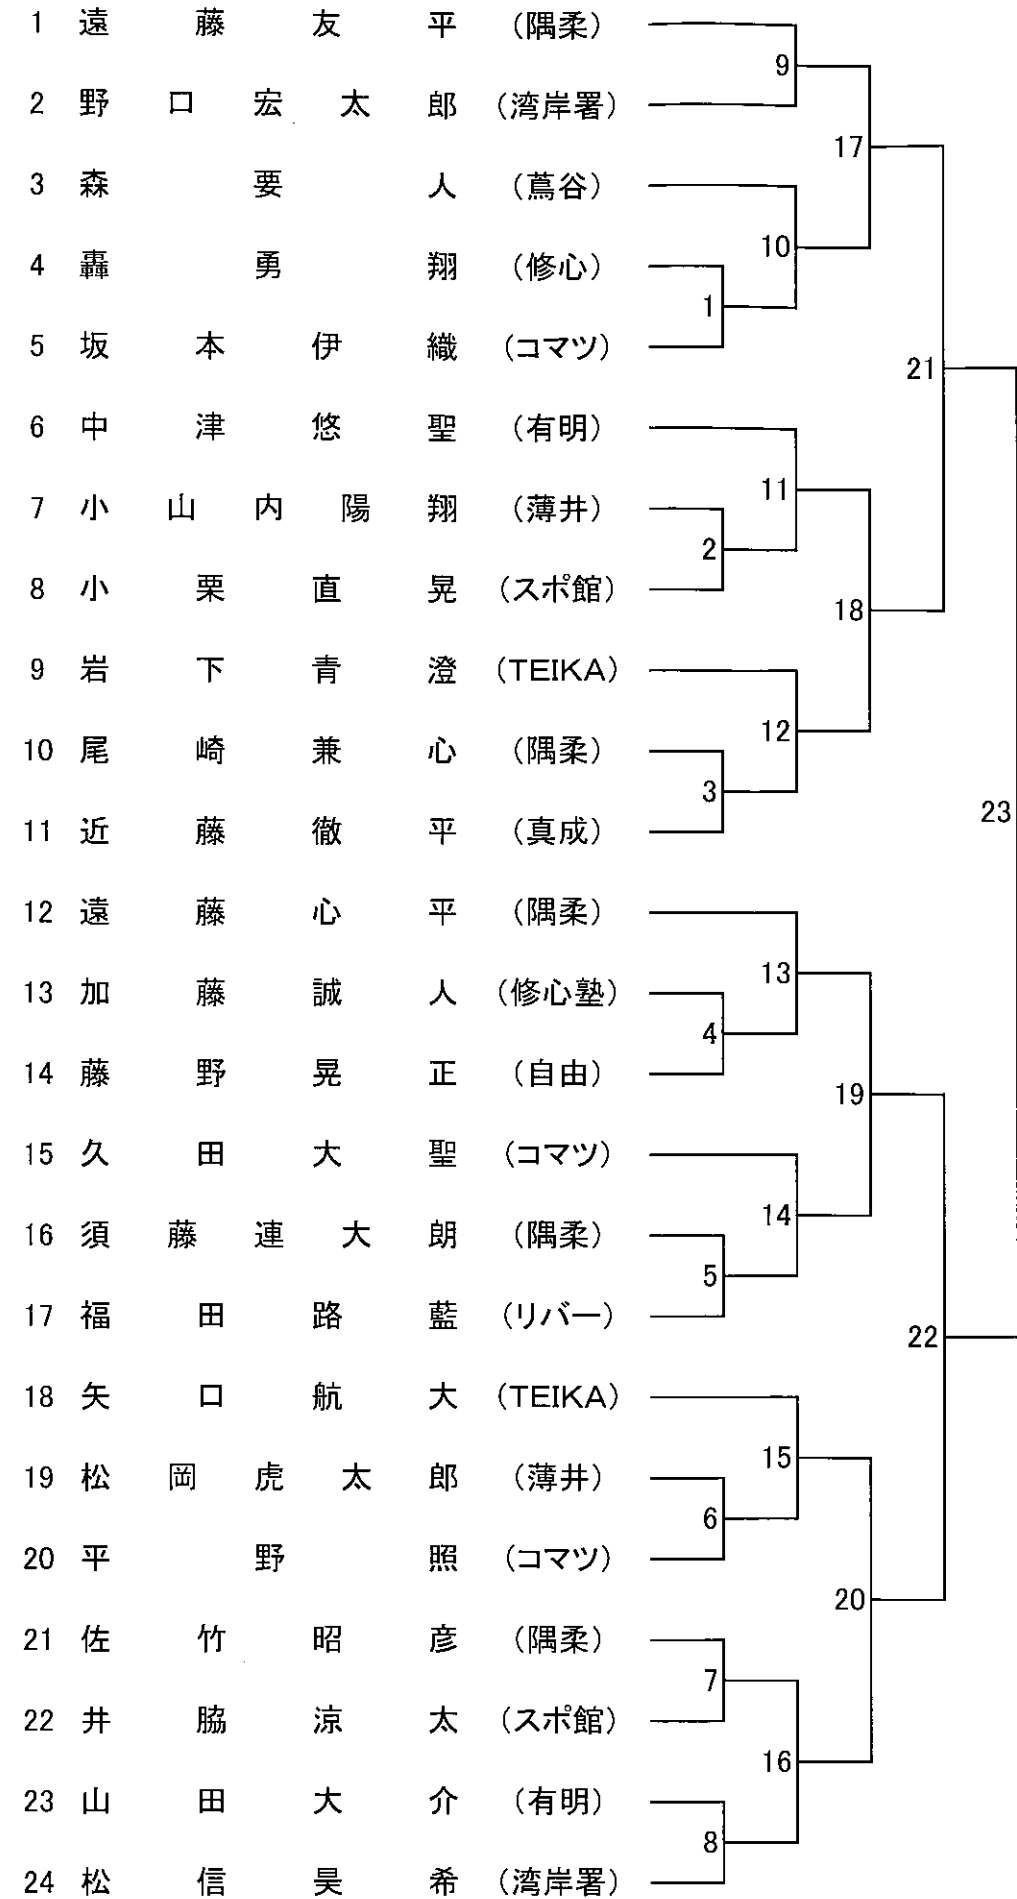 1 遠藤友平 (隅柔)
9
2 野口宏太郎 (湾岸署)
17
3 森要人 (蔦谷)
10
4 轟勇翔 (修心)
1
5 坂本伊織 (コマツ)
21
6 中津悠聖 (有明)
11
7 小山内陽翔 (薄井)
2
8 小栗直晃 (スポ館)
18
9 岩下青澄 (TEIKA)
12
10 尾崎兼心 (隅柔)
3
11 近藤徹平 (真成)
23
12 遠藤心平 (隅柔)
13
13 加藤誠人 (修心塾)
4
14 藤野晃正 (自由)
19
15 久田大聖 (コマツ)
14
16 須藤連大朗 (隅柔)
5
17 福田路藍 (リバー)
22
18 矢口航大 (TEIKA)
15
19 松岡虎太郎 (薄井)
6
20 平野照 (コマツ)
20
21 佐竹昭彦 (隅柔)
7
22 井脇涼太 (スポ館)
16
23 山田大介 (有明)
8
24 松信昊希 (湾岸署)